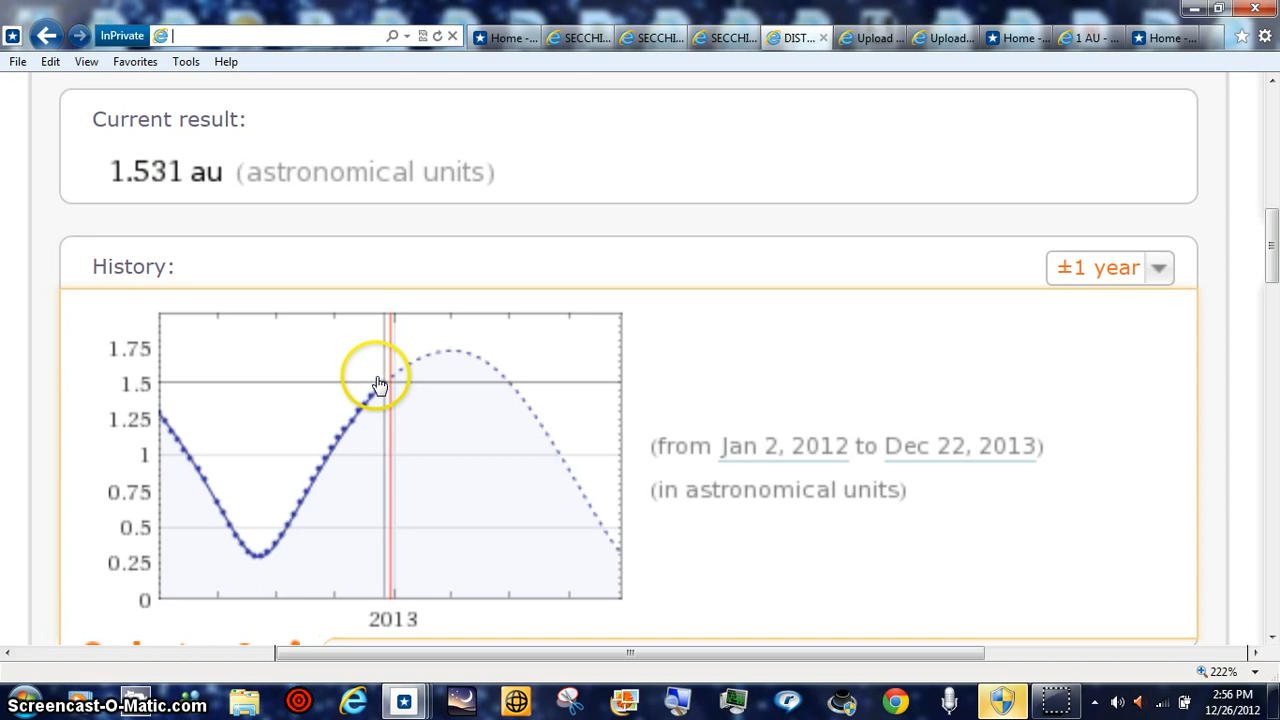 InPrivate
Home -...
SECCHI...
SECCHI...
SECCHI...
DIST...
Upload ...
Upload...
Home -...
1 AU - ...
Home -...
File Edit View Favorites Tools Help
Current result:
1.531 au (astronomical units)
History:
±1 year
1.75
1.5
1.25
1
0.75
0.5
0.25
0
2013
(from Jan 2, 2012 to Dec 22, 2013)
(in astronomical units)
222%
Screencast-O-Matic.com
2:56 PM
12/26/2012